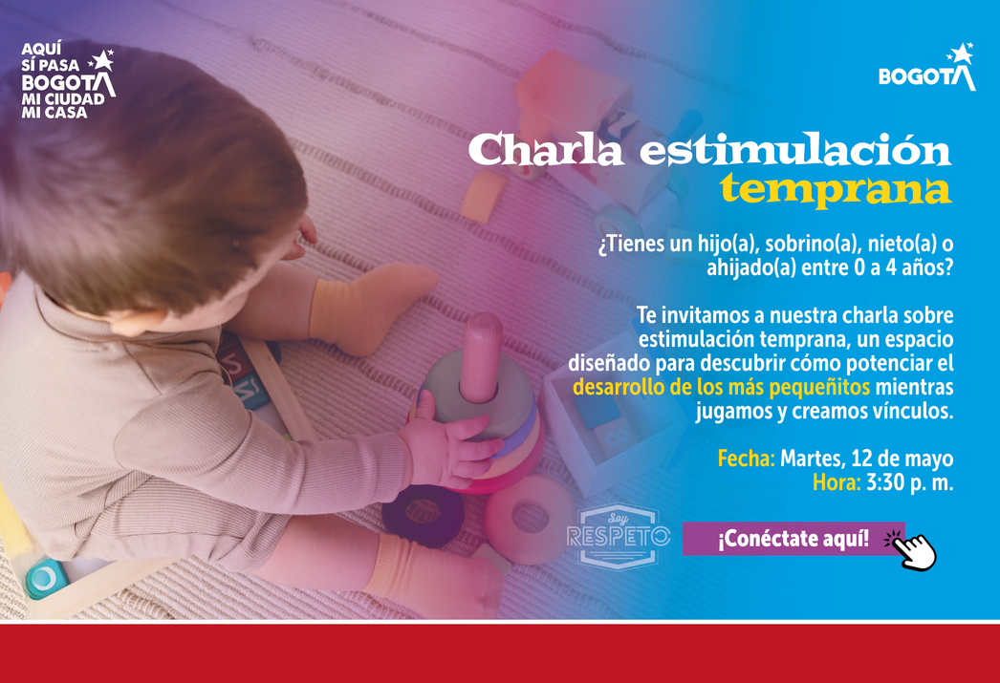 AQUÍ
SÍ PASA
BOGOTÁ
MI CIUDAD
MI CASA
BOGOTÁ
Charla estimulación
temprana
¿Tienes un hijo(a), sobrino(a), nieto(a) o
ahijado(a) entre 0 a 4 años?
Te invitamos a nuestra charla sobre
estimulación temprana, un espacio
diseñado para descubrir cómo potenciar el
desarrollo de los más pequeñitos mientras
jugamos y creamos vínculos.
Fecha: Martes, 12 de mayo
Hora: 3:30 p. m.
Soy
RESPETO
¡Conéctate aquí!